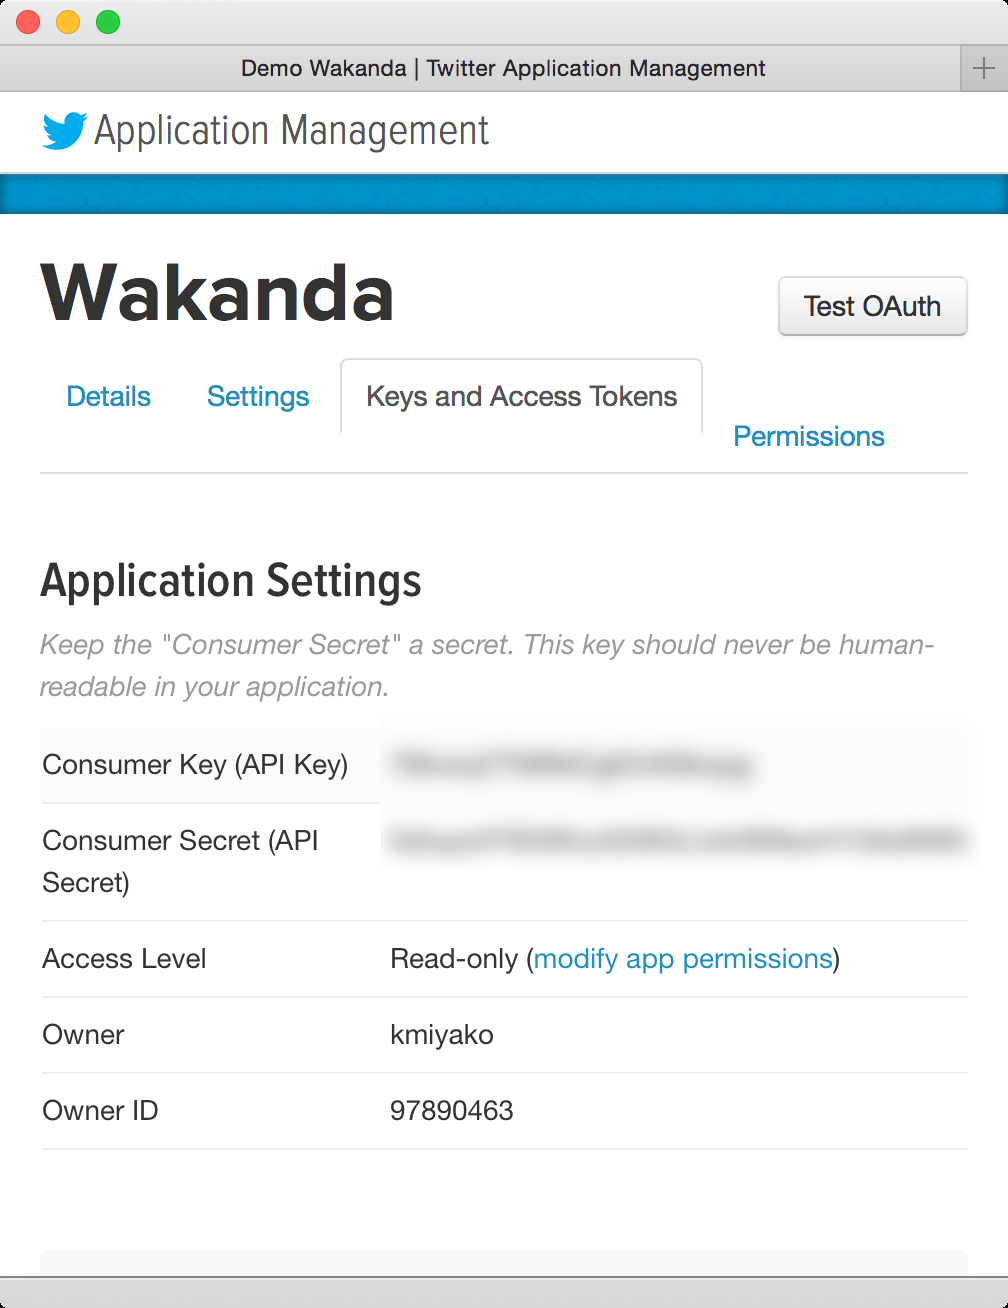 Demo Wakanda | Twitter Application Management
Application Management
Wakanda
Test OAuth
Details
Settings
Keys and Access Tokens
Permissions
Application Settings
Keep the "Consumer Secret" a secret. This key should never be human-
readable in your application.
Consumer Key (API Key)
Consumer Secret (API
Secret)
Access Level
Read-only (modify app permissions)
Owner
kmiyako
Owner ID
97890463